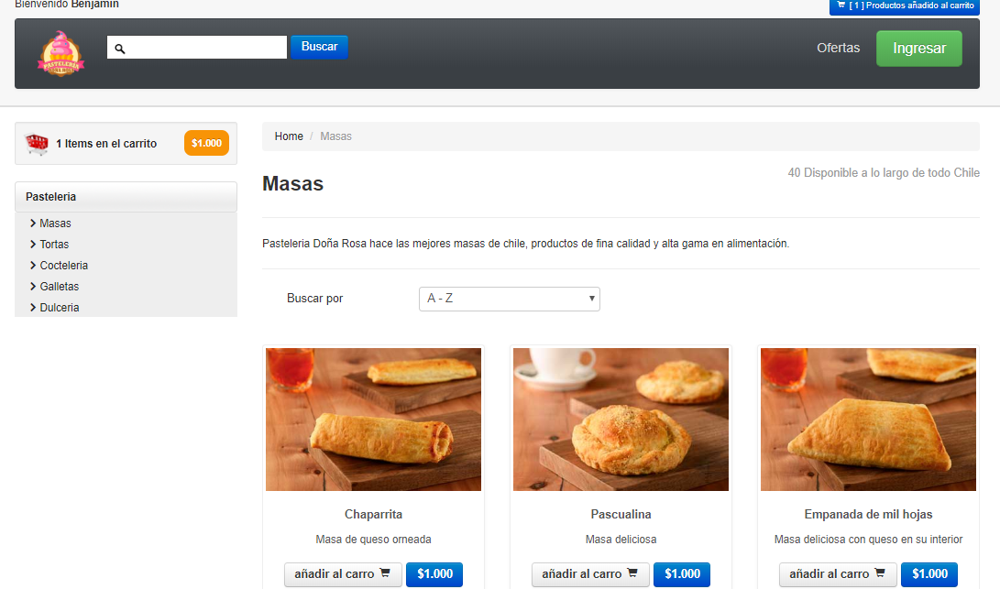 Bienvenido Benjamin
[ 1 ] Productos añadido al carrito
PASTELERIA
Buscar
Ofertas
Ingresar
1 Items en el carrito
$1.000
Home / Masas
Masas
40 Disponible a lo largo de todo Chile
Pasteleria
Masas
Tortas
Cocteleria
Galletas
Dulceria
Pasteleria Doña Rosa hace las mejores masas de chile, productos de fina calidad y alta gama en alimentación.
Buscar por
A - Z
Chaparrita
Masa de queso orneada
añadir al carro
$1.000
Pascualina
Masa deliciosa
añadir al carro
$1.000
Empanada de mil hojas
Masa deliciosa con queso en su interior
añadir al carro
$1.000